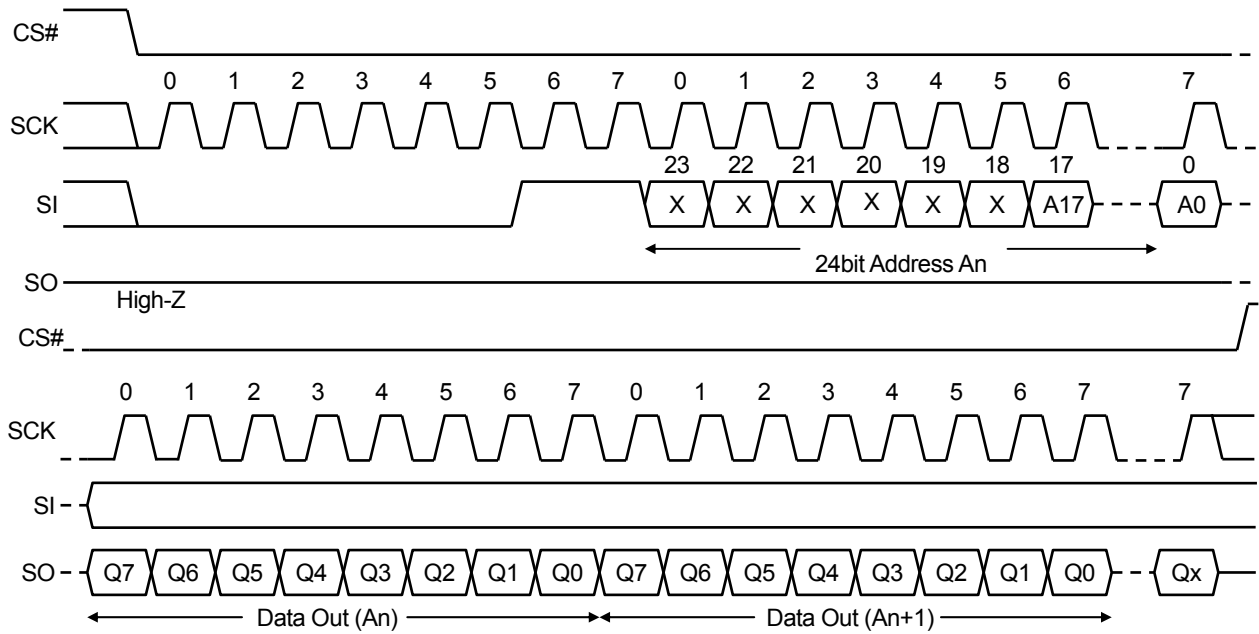 CS#
0 1 2 3 4 5 6 7 0 1 2 3 4 5 6 7
SCK
23 22 21 20 19 18 17 0
SI X X X X X X A17 A0
24bit Address An
SO
High-Z
CS#
0 1 2 3 4 5 6 7 0 1 2 3 4 5 6 7 7
SCK
SI
SO Q7 Q6 Q5 Q4 Q3 Q2 Q1 Q0 Q7 Q6 Q5 Q4 Q3 Q2 Q1 Q0 Qx
Data Out (An) Data Out (An+1)